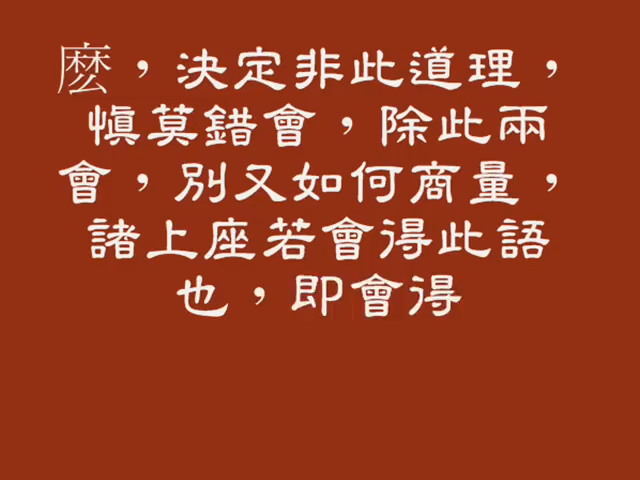 麼，決定非此道理，
慎莫錯會，除此兩
會，別又如何商量，
諸上座若會得此語
也，即會得